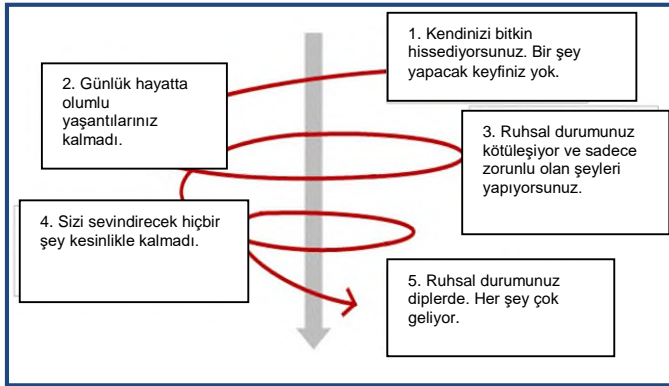 1. Kendinizi bitkin
hissediyorsunuz. Bir şey
yapacak keyfiniz yok.
2. Günlük hayatta
olumlu
yaşantılarınız
kalmadı.
3. Ruhsal durumunuz
kötüleşiyor ve sadece
zorunlu olan şeyleri
yapıyorsunuz.
4. Sizi sevindirecek hiçbir
şey kesinlikle kalmadı.
5. Ruhsal durumunuz
diplerde. Her şey çok
geliyor.